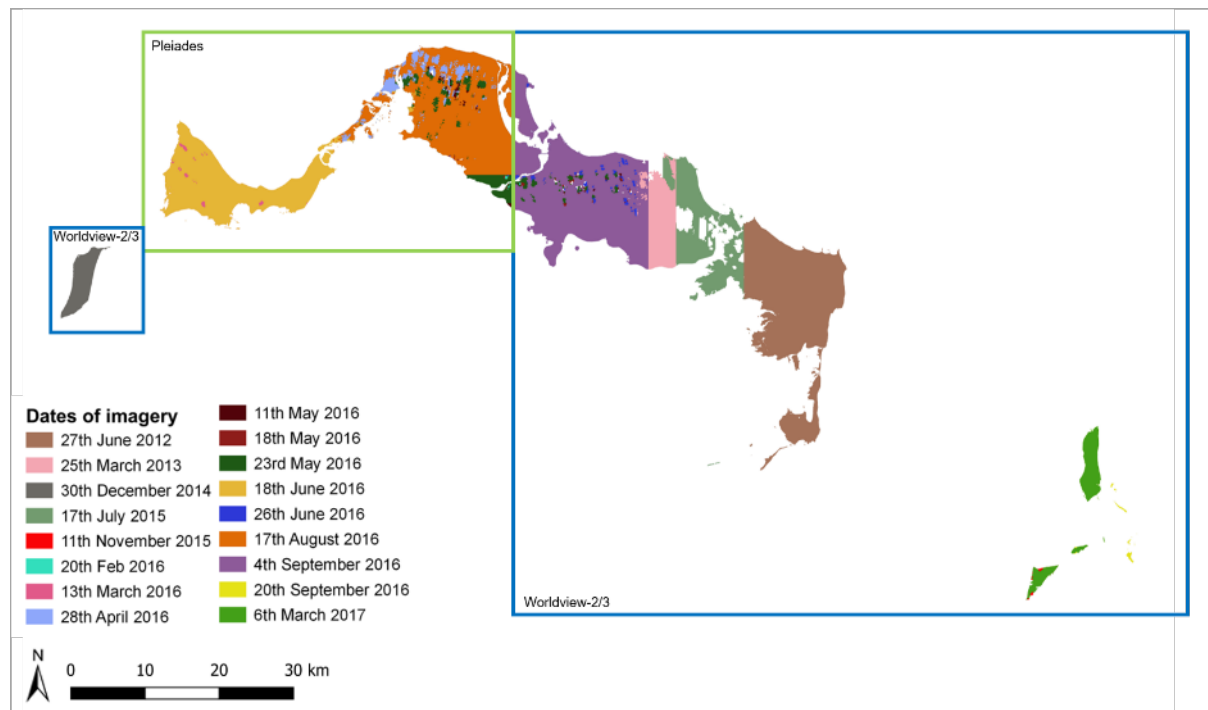 Pleiades
Worldview-2/3
Worldview-2/3
Dates of imagery
27th June 2012
25th March 2013
30th December 2014
17th July 2015
11th November 2015
20th Feb 2016
13th March 2016
28th April 2016
11th May 2016
18th May 2016
23rd May 2016
18th June 2016
26th June 2016
17th August 2016
4th September 2016
20th September 2016
6th March 2017
N
0 10 20 30 km